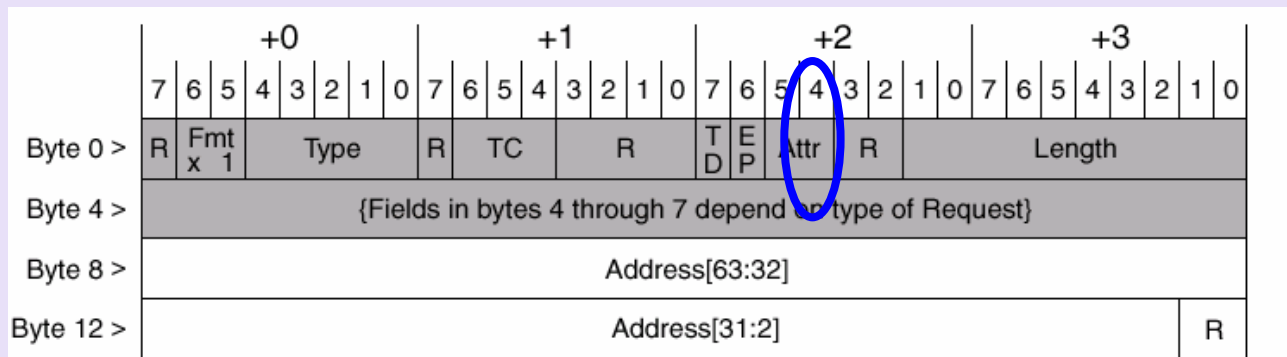 +0 +1 +2 +3
7 6 5 4 3 2 1 0 7 6 5 4 3 2 1 0 7 6 5 4 3 2 1 0 7 6 5 4 3 2 1 0
Byte 0 > R Fmt x 1 Type R TC R TD EP Attr R Length
Byte 4 > {Fields in bytes 4 through 7 depend on type of Request}
Byte 8 > Address[63:32]
Byte 12 > Address[31:2] R